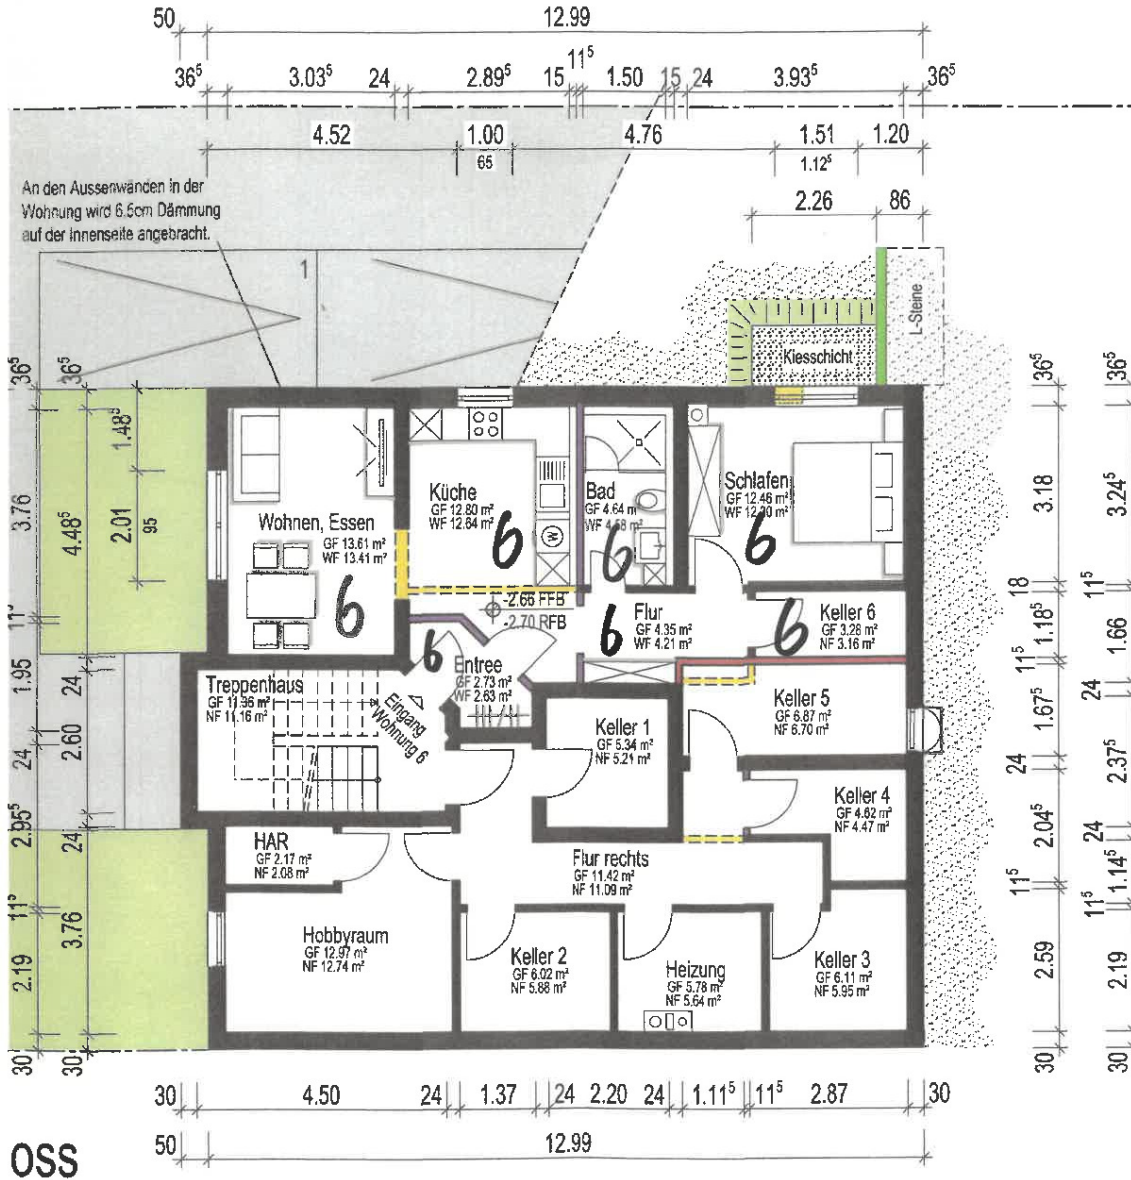 50
12.99
11⁵
36⁵ 3.03⁵ 24 2.89⁵ 15 1.50 15 24 3.93⁵ 36⁵
4.52 1.00 4.76 1.51 1.20
65 1.12⁵
2.26 86
An den Aussenwänden in der
Wohnung wird 6.5cm Dämmung
auf der Innenseite angebracht.
1
L-Steine
Kiesschicht
36⁵ 36⁵
3.76
4.48⁵
1.48⁵
2.01
95
11⁵
1.95
24
24
2.60
2.95⁵
24
11⁵
3.76
2.19
30 30
Wohnen, Essen
GF 13.61 m²
WF 13.41 m²
6
Küche
GF 12.80 m²
WF 12.64 m²
6
Bad
GF 4.64 m²
WF 4.58 m²
6
Schlafen
GF 12.46 m²
6
-2.66 FFB
-2.70 RFB
Flur
GF 4.35 m²
WF 4.21 m²
6
Keller 6
GF 3.28 m²
NF 3.16 m²
6
Entree
GF 2.73 m²
WF 2.63 m²
6
Treppenhaus
GF 11.96 m²
NF 11.16 m²
Eingang
Wohnung 6
Keller 5
GF 6.87 m²
NF 6.70 m²
Keller 1
GF 5.34 m²
NF 5.21 m²
Keller 4
GF 4.62 m²
NF 4.47 m²
HAR
GF 2.17 m²
NF 2.08 m²
Flur rechts
GF 11.42 m²
NF 11.09 m²
Hobbyraum
GF 12.97 m²
NF 12.74 m²
Keller 2
GF 6.02 m²
NF 5.88 m²
Heizung
GF 5.78 m²
NF 5.64 m²
Keller 3
GF 6.11 m²
NF 5.95 m²
W
36⁵ 36⁵
3.18 3.24⁵
18 11⁵
1.18⁵ 1.66
11⁵ 24
1.67⁵ 2.37⁵
24
2.04⁵ 24
11⁵ 1.14⁵
11⁵
2.59 2.19
30 30
30 4.50 24 1.37 24 2.20 24 1.11⁵ 11⁵ 2.87 30
50
12.99
OSS